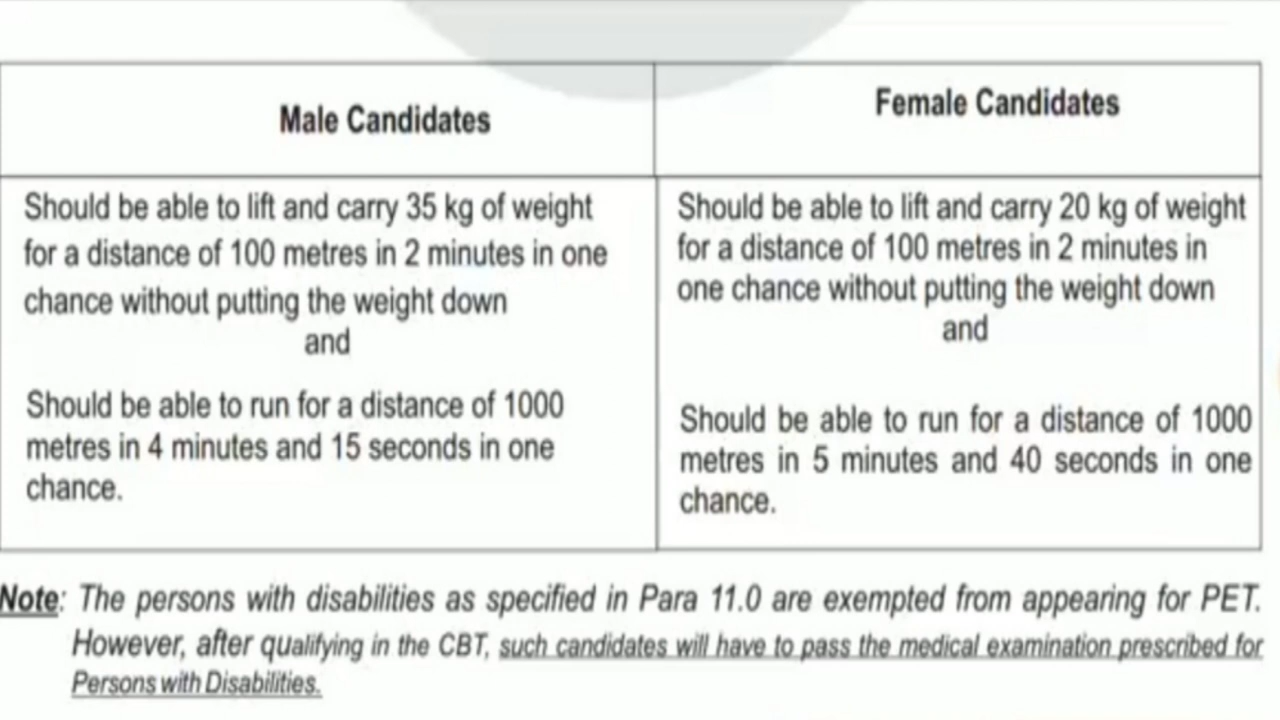 Male Candidates
Female Candidates
Should be able to lift and carry 35 kg of weight
for a distance of 100 metres in 2 minutes in one
chance without putting the weight down
and
Should be able to run for a distance of 1000
metres in 4 minutes and 15 seconds in one
chance.
Should be able to lift and carry 20 kg of weight
for a distance of 100 metres in 2 minutes in
one chance without putting the weight down
and
Should be able to run for a distance of 1000
metres in 5 minutes and 40 seconds in one
chance.
Note: The persons with disabilities as specified in Para 11.0 are exempted from appearing for PET.
However, after qualifying in the CBT, such candidates will have to pass the medical examination prescribed for
Persons with Disabilities.